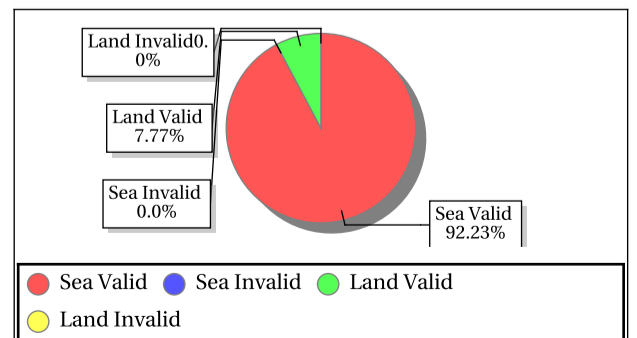 Land Invalid0.
0%
Land Valid
7.77%
Sea Invalid
0.0%
Sea Valid
92.23%
Sea Valid Sea Invalid Land Valid
Land Invalid